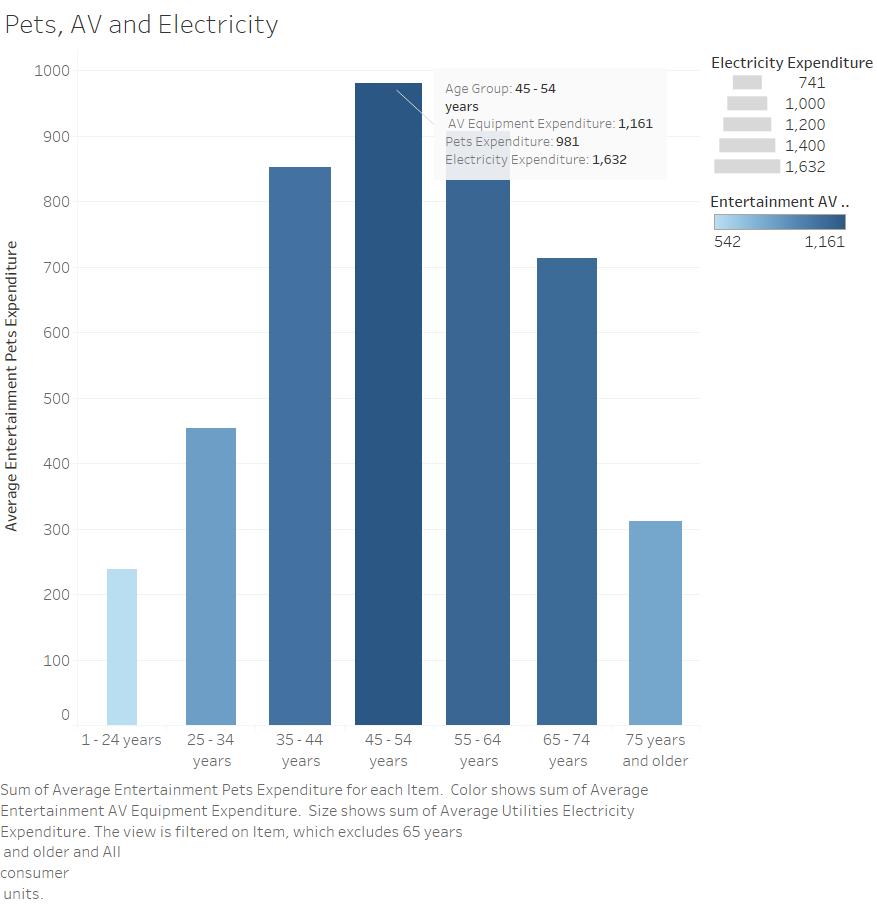 Pets, AV and Electricity
Average Entertainment Pets Expenditure
1000
900
800
700
600
500
400
300
200
100
0
1 - 24 years
25 - 34
years
35 - 44
years
45 - 54
years
55 - 64
years
65 - 74
years
75 years
and older
Age Group: 45 - 54
years
AV Equipment Expenditure: 1,161
Pets Expenditure: 981
Electricity Expenditure: 1,632
Electricity Expenditure
741
1,000
1,200
1,400
1,632
Entertainment AV ..
542 1,161
Sum of Average Entertainment Pets Expenditure for each Item. Color shows sum of Average
Entertainment AV Equipment Expenditure. Size shows sum of Average Utilities Electricity
Expenditure. The view is filtered on Item, which excludes 65 years
and older and All
consumer
units.